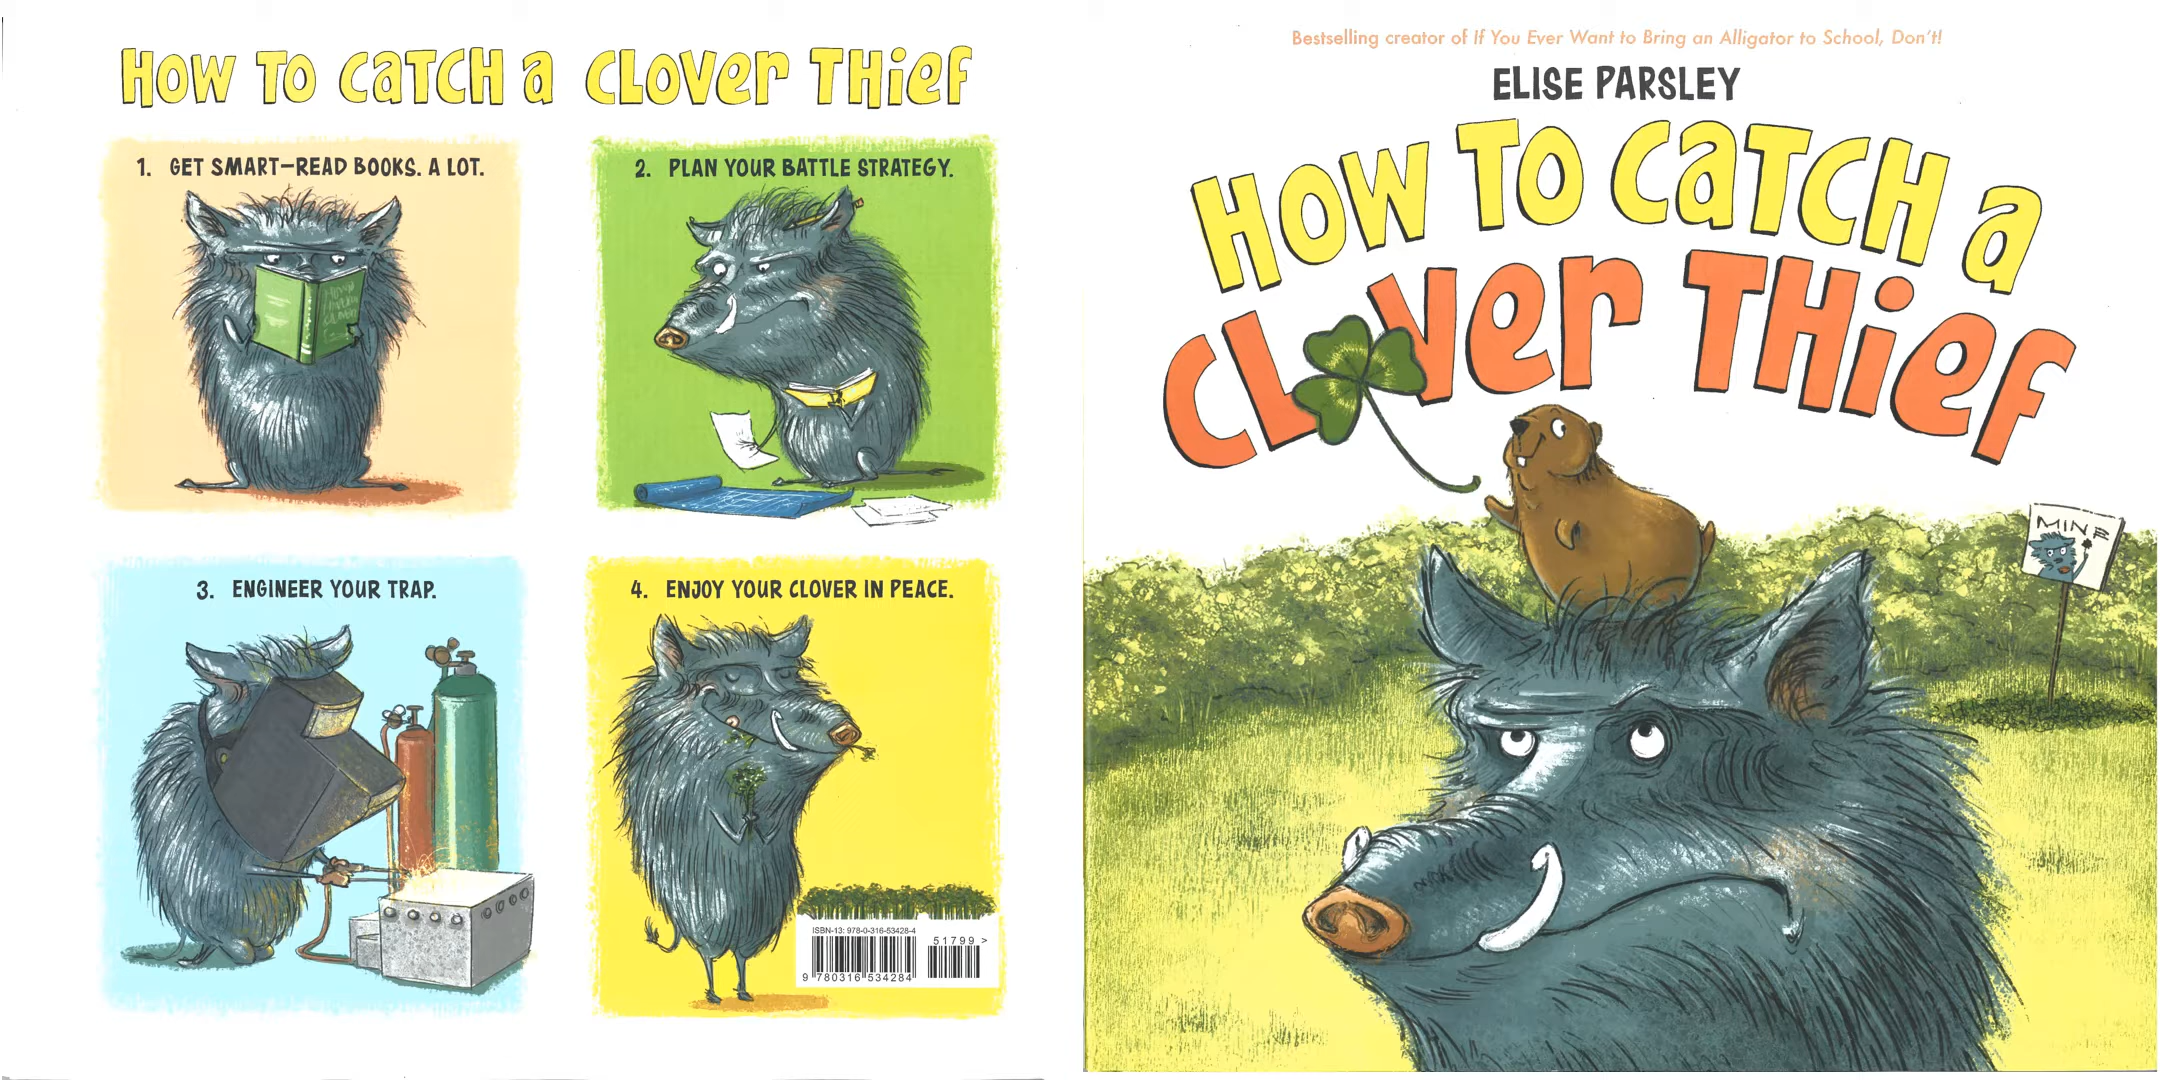 HOW TO CATCH A CLOVER THIEF
1. GET SMART–READ BOOKS. A LOT.
2. PLAN YOUR BATTLE STRATEGY.
3. ENGINEER YOUR TRAP.
4. ENJOY YOUR CLOVER IN PEACE.
ISBN-13: 978-0-316-53428-4
51799 >
9 780316 534284
Bestselling creator of If You Ever Want to Bring an Alligator to School, Don't!
ELISE PARSLEY
HOW TO CATCH A
CLOVER THIEF
MINE